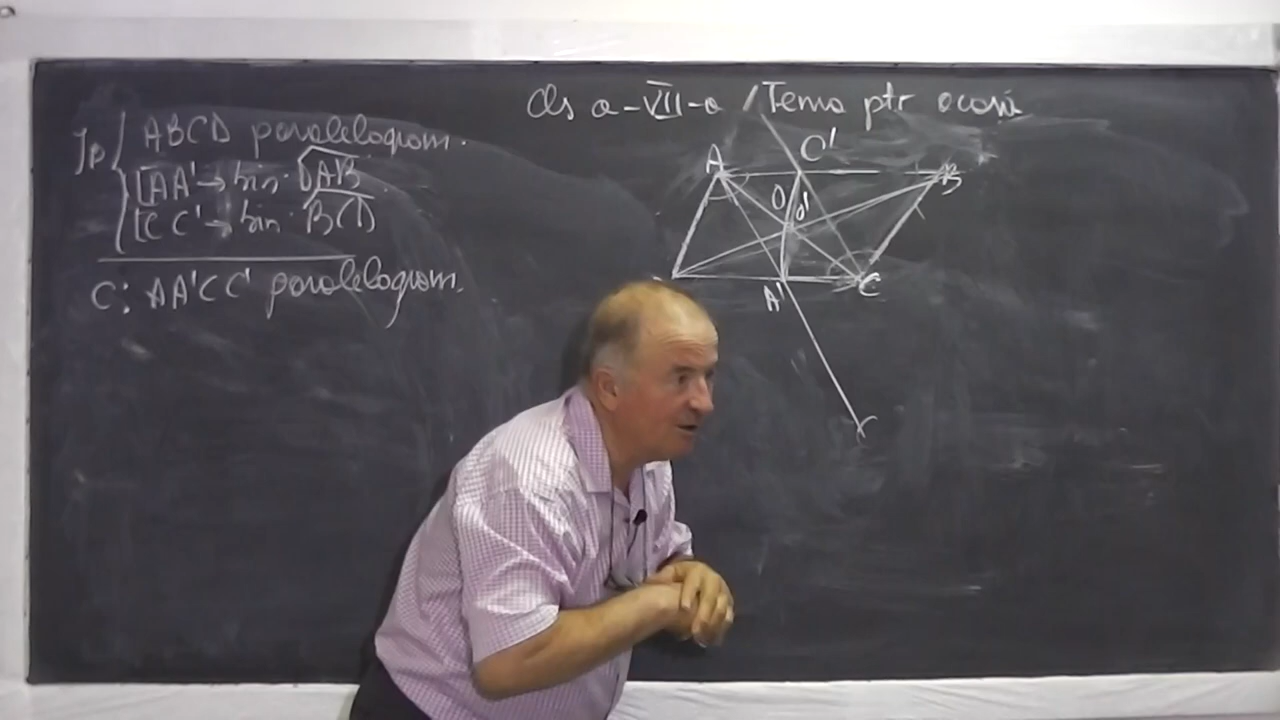 Cls a-VII-a / Tema ptr acasă
Ip ABCD paralelogram.
[AA' → bis. DAB
[CC' → bis. BCD
C: AA'CC' paralelogram.
A C' B
O O'
A' C